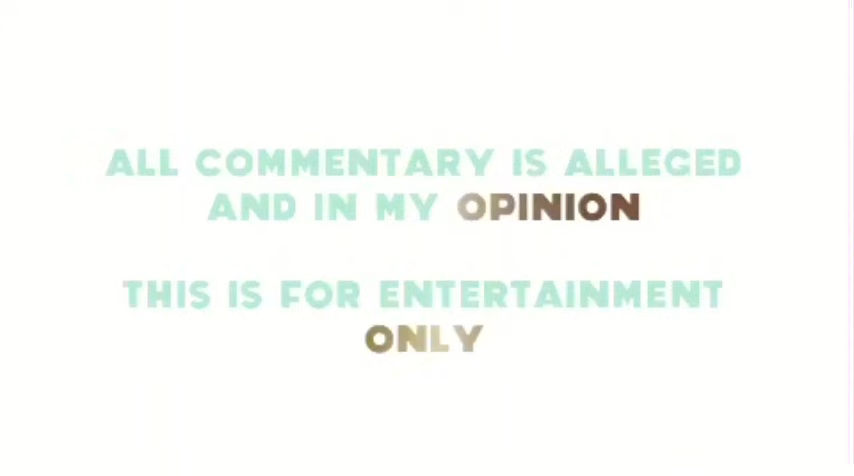 ALL COMMENTARY IS ALLEGED
AND IN MY OPINION
THIS IS FOR ENTERTAINMENT
ONLY